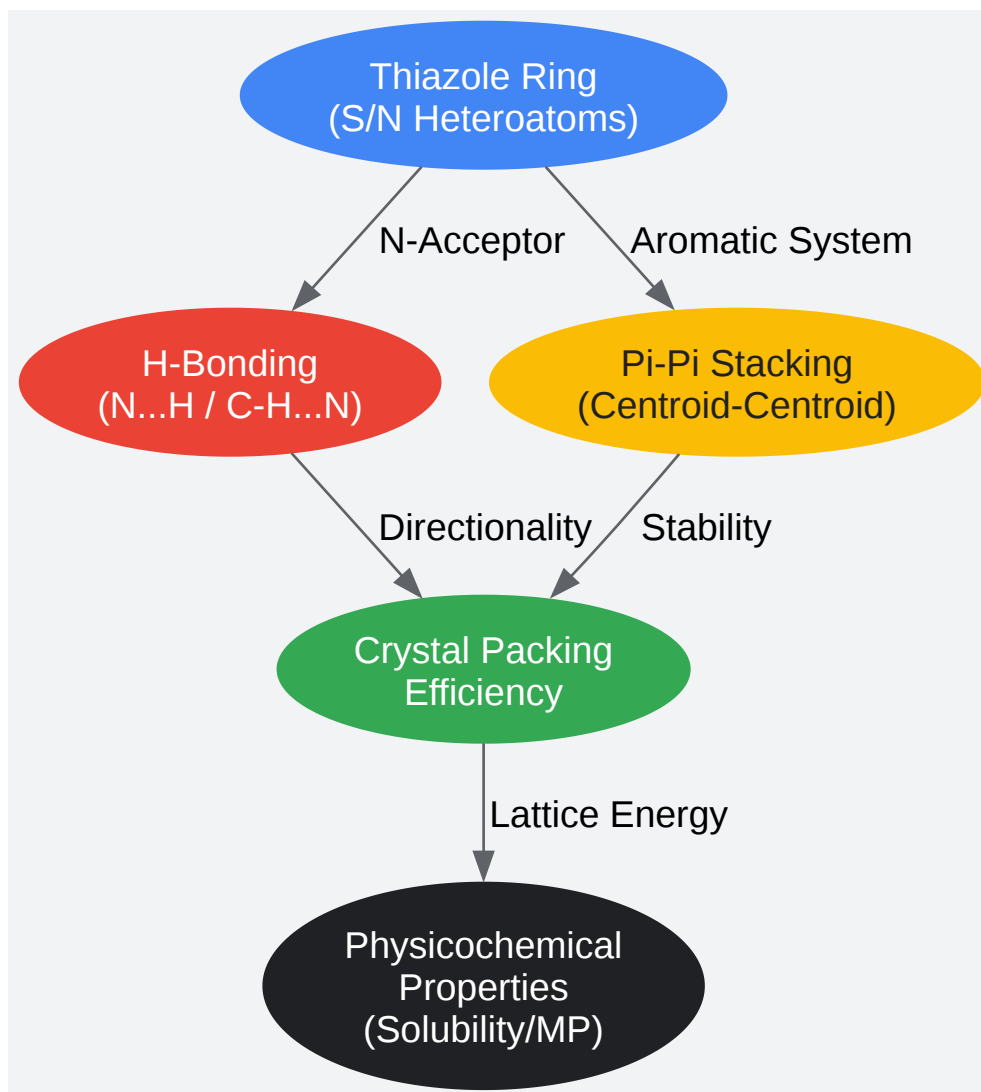 Thiazole Ring
(S/N Heteroatoms)
N-Acceptor
Aromatic System
H-Bonding
(N...H / C-H...N)
Pi-Pi Stacking
(Centroid-Centroid)
Directionality
Stability
Crystal Packing
Efficiency
Lattice Energy
Physicochemical
Properties
(Solubility/MP)